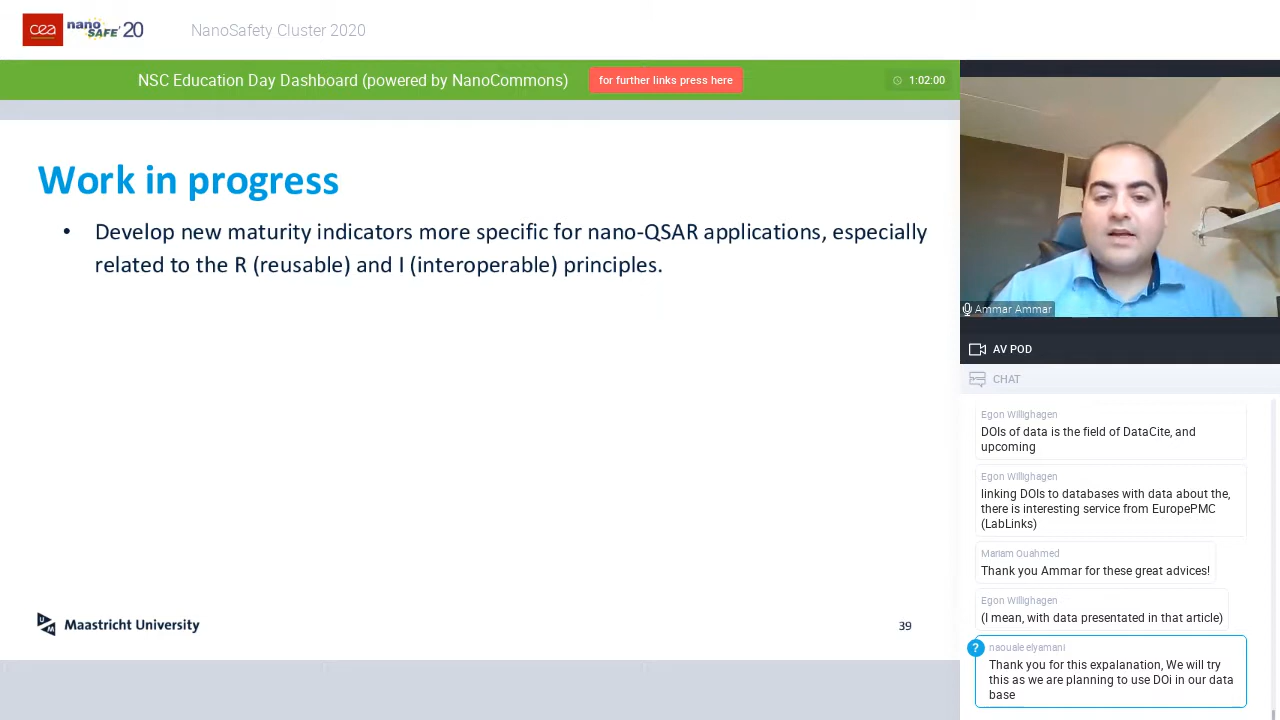 cea nano SAFE'20
NanoSafety Cluster 2020
NSC Education Day Dashboard (powered by NanoCommons)
for further links press here
1:02:00
Work in progress
• Develop new maturity indicators more specific for nano-QSAR applications, especially
related to the R (reusable) and I (interoperable) principles.
Maastricht University
39
Ammar Ammar
AV POD
CHAT
Egon Willighagen
DOIs of data is the field of DataCite, and
upcoming
Egon Willighagen
linking DOIs to databases with data about the,
there is interesting service from EuropePMC
(LabLinks)
Mariam Ouahmed
Thank you Ammar for these great advices!
Egon Willighagen
(I mean, with data presentated in that article)
?
naouale elyamani
Thank you for this expalanation, We will try
this as we are planning to use DOi in our data
base